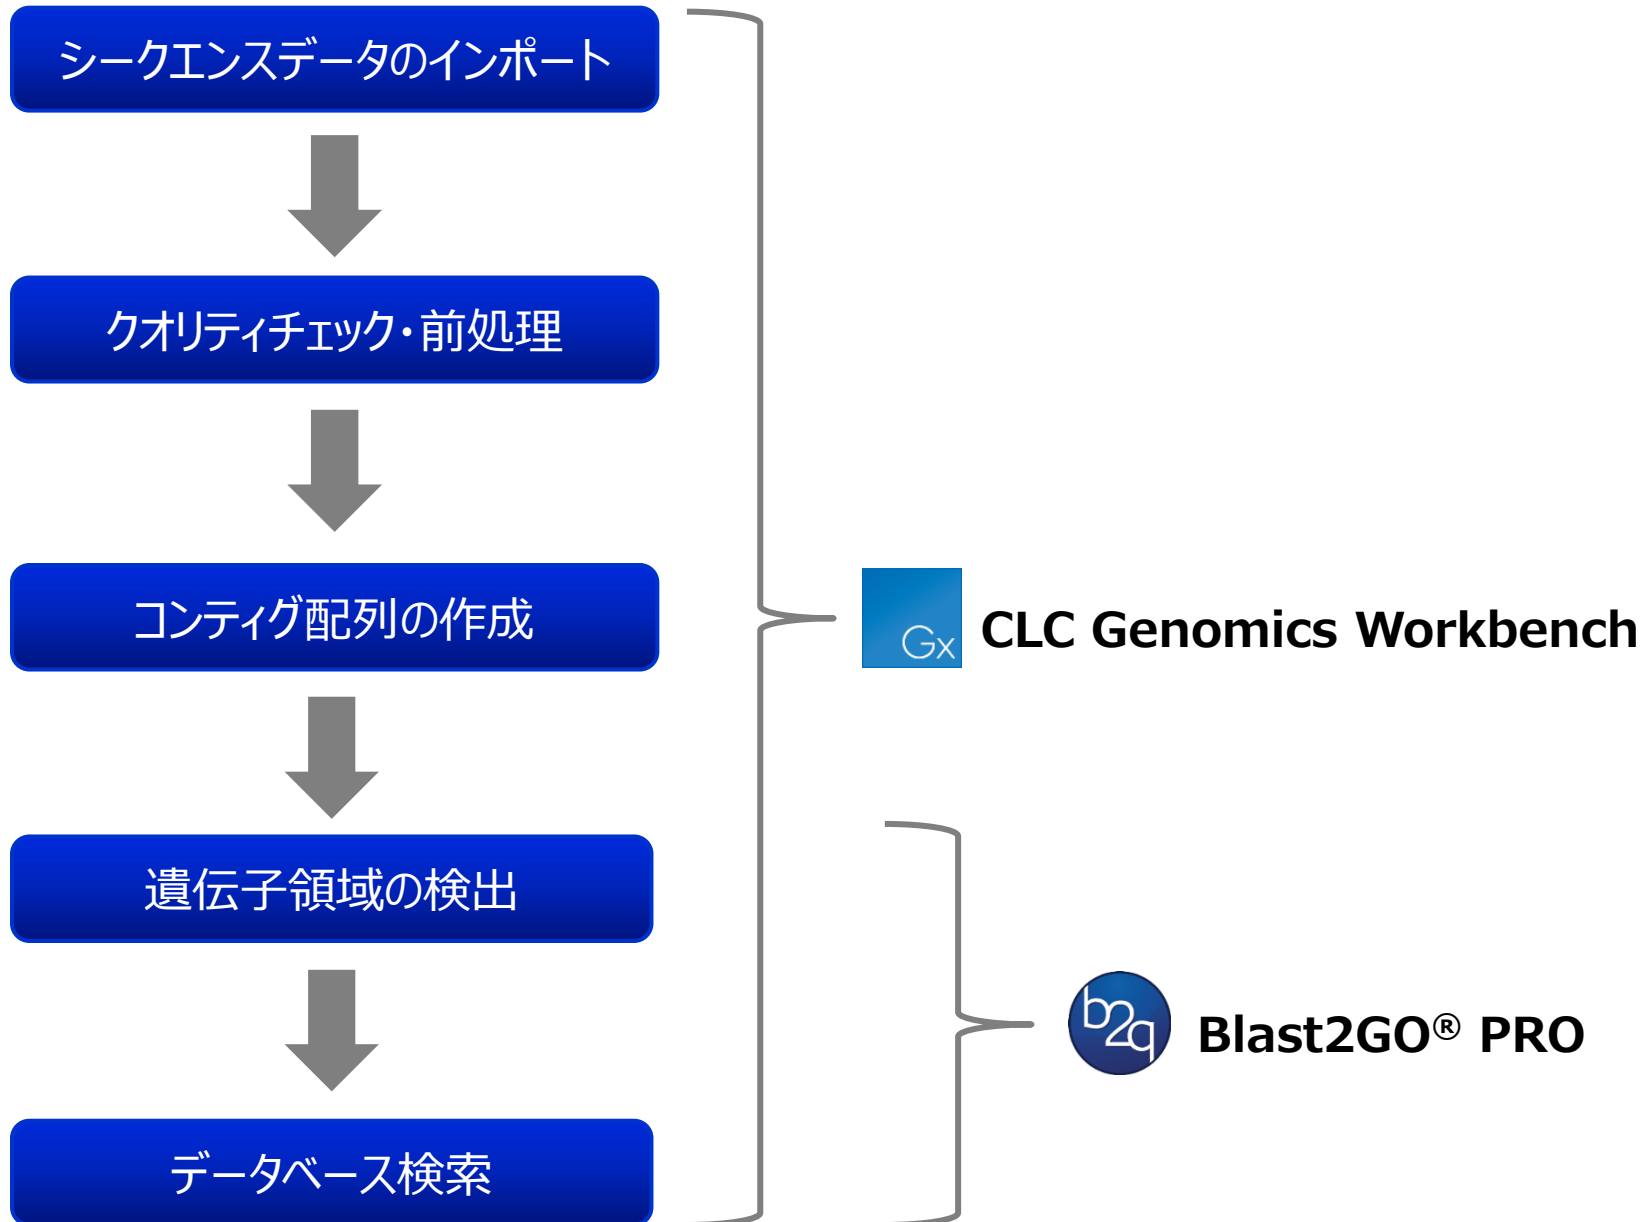 シークエンスデータのインポート
クオリティチェック・前処理
コンティグ配列の作成
Gx CLC Genomics Workbench
遺伝子領域の検出
b2g Blast2GO® PRO
データベース検索